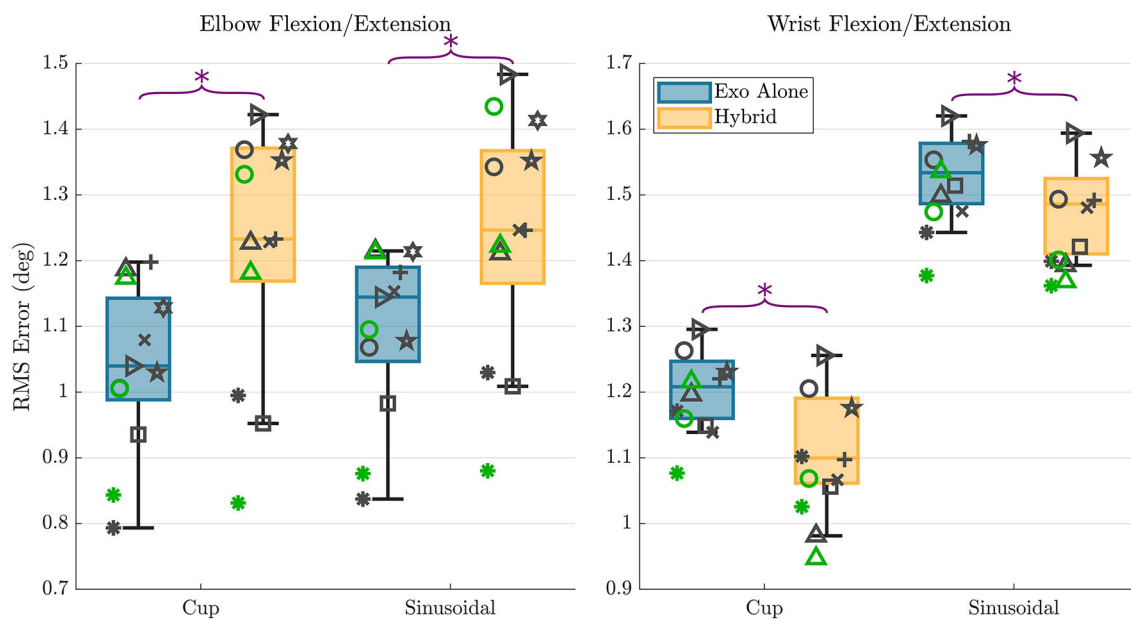 Elbow Flexion/Extension
Wrist Flexion/Extension
RMS Error (deg)
1.5
1.4
1.3
1.2
1.1
1
0.9
0.8
0.7
Cup
Sinusoidal
1.7
1.6
1.5
1.4
1.3
1.2
1.1
1
0.9
Exo Alone
Hybrid
Cup
Sinusoidal